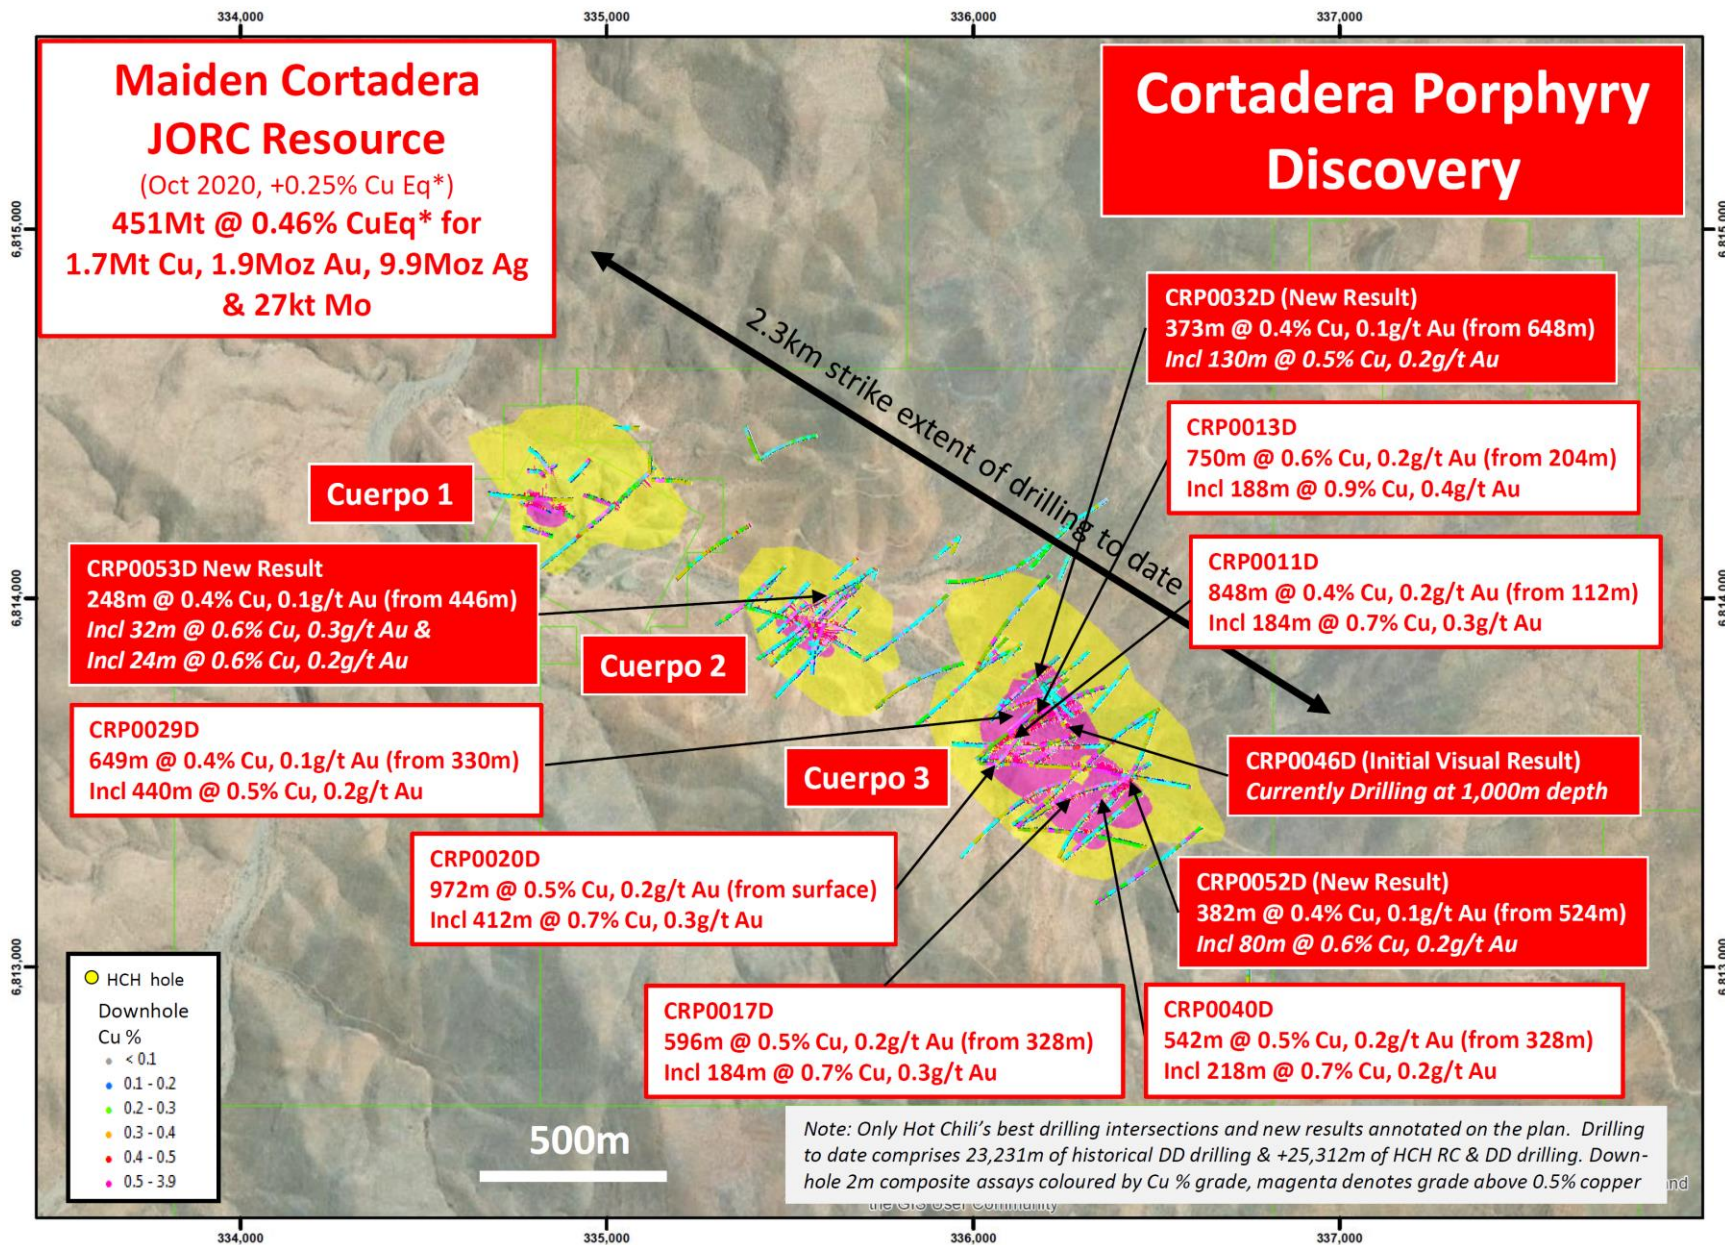 334,000
335,000
336,000
337,000
Maiden Cortadera
JORC Resource
(Oct 2020, +0.25% Cu Eq*)
451Mt @ 0.46% CuEq* for
1.7Mt Cu, 1.9Moz Au, 9.9Moz Ag
& 27kt Mo
Cortadera Porphyry
Discovery
6,815,000
6,815,000
2.3km strike extent of drilling to date
CRP0032D (New Result)
373m @ 0.4% Cu, 0.1g/t Au (from 648m)
Incl 130m @ 0.5% Cu, 0.2g/t Au
CRP0013D
750m @ 0.6% Cu, 0.2g/t Au (from 204m)
Incl 188m @ 0.9% Cu, 0.4g/t Au
Cuerpo 1
CRP0011D
848m @ 0.4% Cu, 0.2g/t Au (from 112m)
Incl 184m @ 0.7% Cu, 0.3g/t Au
CRP0053D New Result
248m @ 0.4% Cu, 0.1g/t Au (from 446m)
Incl 32m @ 0.6% Cu, 0.3g/t Au &
Incl 24m @ 0.6% Cu, 0.2g/t Au
6,814,000
6,814,000
Cuerpo 2
CRP0029D
649m @ 0.4% Cu, 0.1g/t Au (from 330m)
Incl 440m @ 0.5% Cu, 0.2g/t Au
Cuerpo 3
CRP0046D (Initial Visual Result)
Currently Drilling at 1,000m depth
CRP0020D
972m @ 0.5% Cu, 0.2g/t Au (from surface)
Incl 412m @ 0.7% Cu, 0.3g/t Au
CRP0052D (New Result)
382m @ 0.4% Cu, 0.1g/t Au (from 524m)
Incl 80m @ 0.6% Cu, 0.2g/t Au
6,813,000
6,813,000
HCH hole
Downhole
Cu %
< 0.1
0.1 - 0.2
0.2 - 0.3
0.3 - 0.4
0.4 - 0.5
0.5 - 3.9
CRP0017D
596m @ 0.5% Cu, 0.2g/t Au (from 328m)
Incl 184m @ 0.7% Cu, 0.3g/t Au
CRP0040D
542m @ 0.5% Cu, 0.2g/t Au (from 328m)
Incl 218m @ 0.7% Cu, 0.2g/t Au
500m
Note: Only Hot Chili's best drilling intersections and new results annotated on the plan. Drilling
to date comprises 23,231m of historical DD drilling & +25,312m of HCH RC & DD drilling. Down-
hole 2m composite assays coloured by Cu % grade, magenta denotes grade above 0.5% copper
and
the GIS User Community
334,000
335,000
336,000
337,000